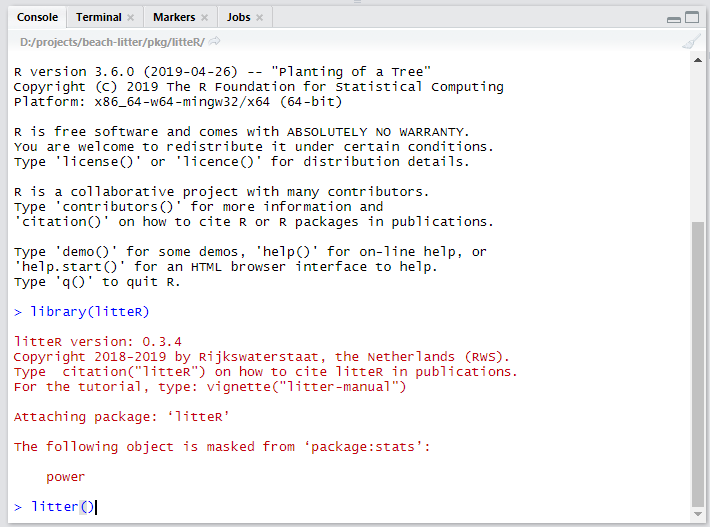 Console Terminal Markers Jobs
D:/projects/beach-litter/pkg/litteR/
R version 3.6.0 (2019-04-26) -- "Planting of a Tree"
Copyright (C) 2019 The R Foundation for Statistical Computing
Platform: x86_64-w64-mingw32/x64 (64-bit)
R is free software and comes with ABSOLUTELY NO WARRANTY.
You are welcome to redistribute it under certain conditions.
Type 'license()' or 'licence()' for distribution details.
R is a collaborative project with many contributors.
Type 'contributors()' for more information and
'citation()' on how to cite R or R packages in publications.
Type 'demo()' for some demos, 'help()' for on-line help, or
'help.start()' for an HTML browser interface to help.
Type 'q()' to quit R.
> library(litteR)
litteR version: 0.3.4
Copyright 2018-2019 by Rijkswaterstaat, the Netherlands (RWS).
Type  citation("litteR") on how to cite litteR in publications.
For the tutorial, type: vignette("litter-manual")
Attaching package: ‘litteR’
The following object is masked from ‘package:stats’:
power
> litter()